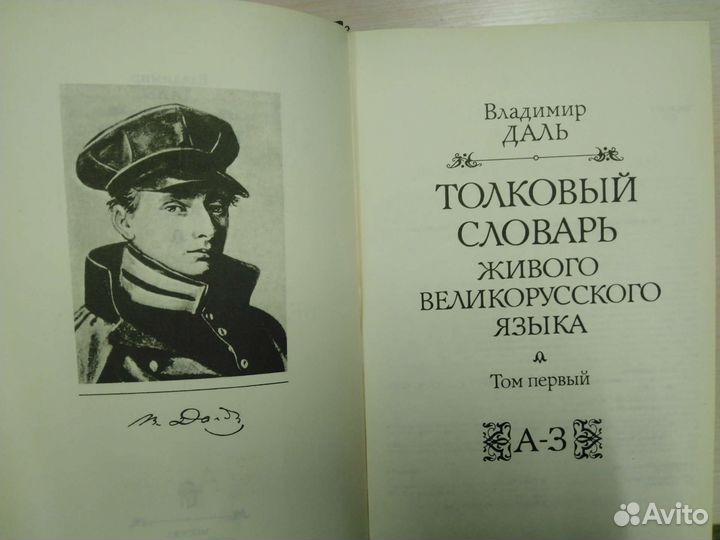 Владимир
ДАЛЬ
ТОЛКОВЫЙ
СЛОВАРЬ
ЖИВОГО
ВЕЛИКОРУССКОГО
ЯЗЫКА
Том первый
А-З
Avito